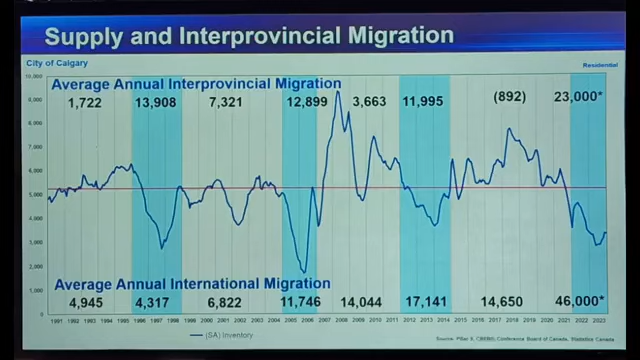 Supply and Interprovincial Migration
City of Calgary
Residential
Average Annual Interprovincial Migration
1,722 13,908 7,321 12,899 3,663 11,995 (892) 23,000*
10,000
9,000
8,000
7,000
6,000
5,000
4,000
3,000
2,000
1,000
0
Average Annual International Migration
4,945 4,317 6,822 11,746 14,044 17,141 14,650 46,000*
1991 1992 1993 1994 1995 1996 1997 1998 1999 2000 2001 2002 2003 2004 2005 2006 2007 2008 2009 2010 2011 2012 2013 2014 2015 2016 2017 2018 2019 2020 2021 2022 2023
(SA) Inventory
Conference Board of Canada, Statistics Canada